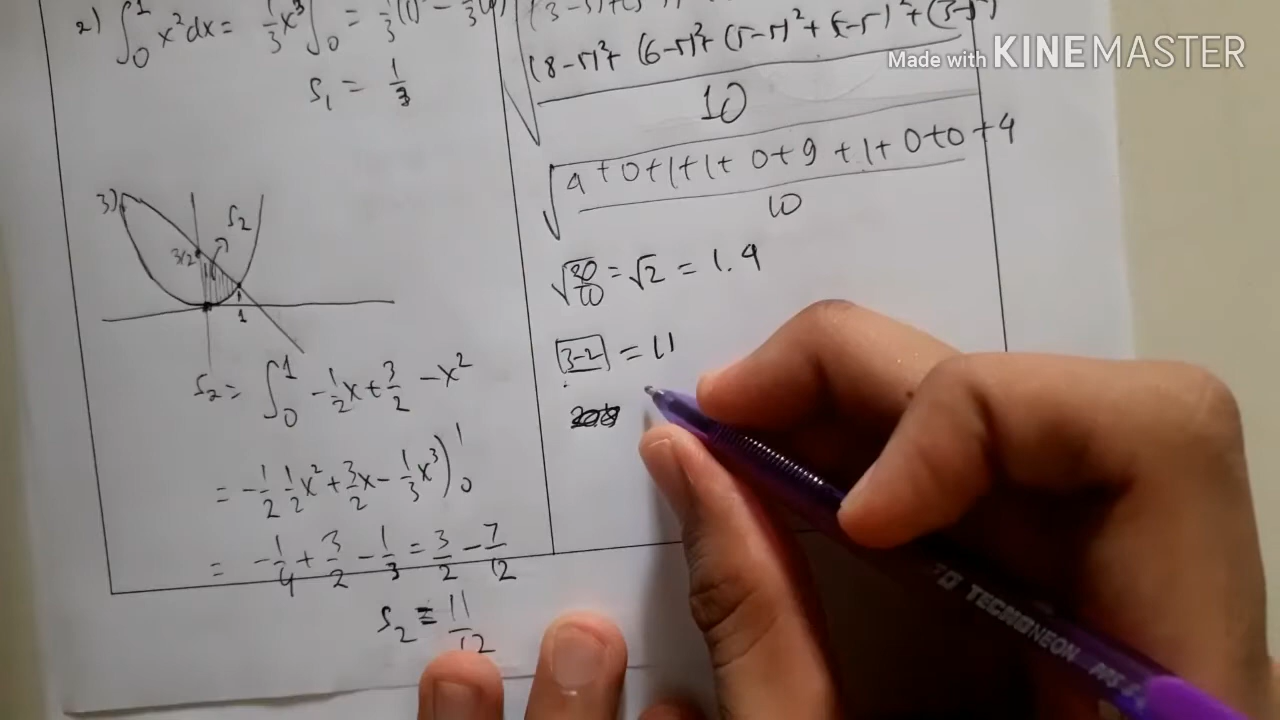 2) ∫₀¹ x²dx = 1/3 x³ ∫₀ = 1/3 (1) -
S₁ = 1/3
3)
S₂
3/2
1
S₂ = ∫₀¹ -1/2x + 3/2 - x²
= -1/2 1/2x² + 3/2x - 1/3x³)₀¹
= -1/4 + 3/2 - 1/3 = 3/2 - 7/12
S₂ = 11/12
(8-5)²+ (6-5)²+ (5-5)²+ (5-5)²+(3-5)²
10
√4+0+1+1+0+9+1+0+0+4
10
√20/10 = √2 = 1.4
3-2 = 11
Made with KINEMASTER
TECNONEON